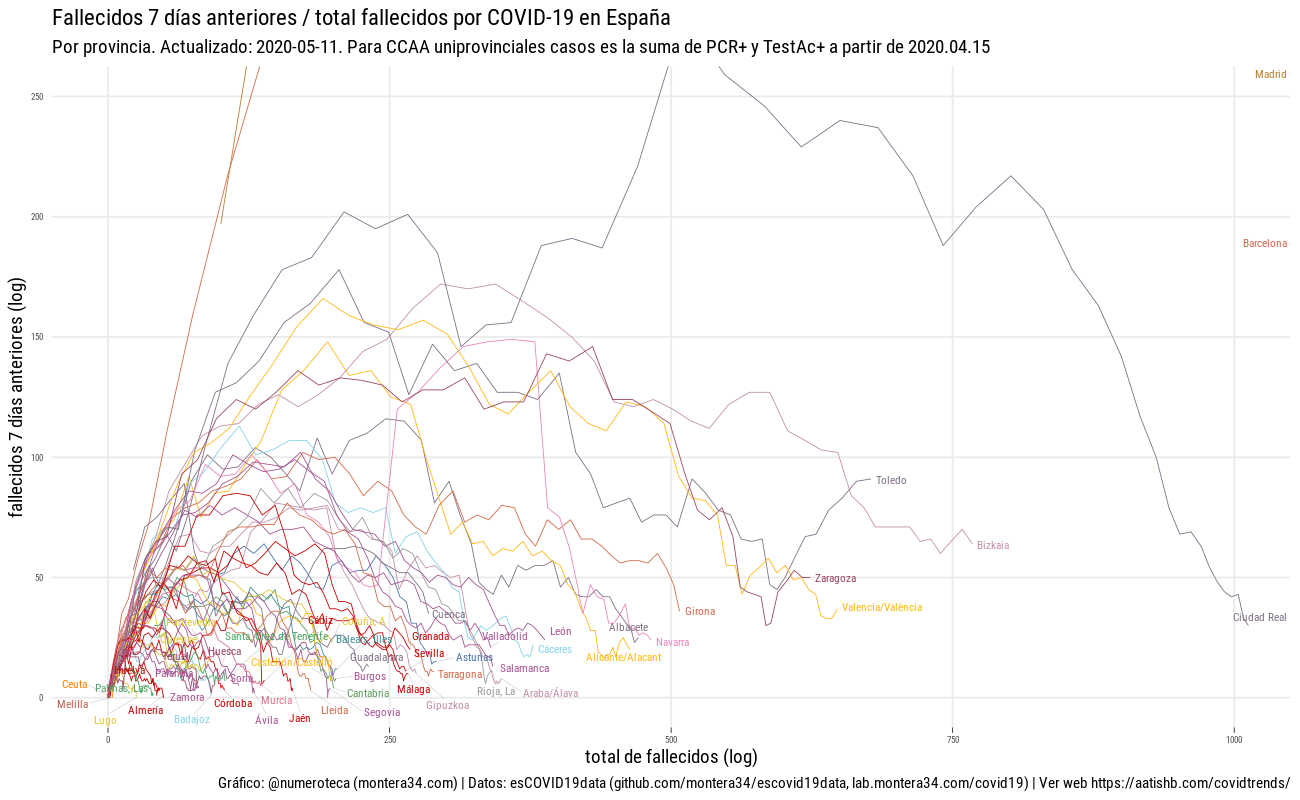 Fallecidos 7 días anteriores / total fallecidos por COVID-19 en España
Por provincia. Actualizado: 2020-05-11. Para CCAA uniprovinciales casos es la suma de PCR+ y TestAc+ a partir de 2020.04.15
fallecidos 7 días anteriores (log)
250
200
150
100
50
0
Madrid
Barcelona
Toledo
Bizkaia
Zaragoza
Valencia/València
Girona
Ciudad Real
Cuenca
Albacete
Navarra
León
Valladolid
Cáceres
Alicante/Alacant
Cádiz
Coruña, A
Santa Cruz de Tenerife
Balears, Illes
Granada
Huesca
Teruel
Castellón/Castelló
Guadalajara
Sevilla
Asturias
Salamanca
Huelva
Palencia
Soria
Burgos
Tarragona
Ceuta
Palmas, Las
Zamora
Murcia
Cantabria
Málaga
Rioja, La
Araba/Álava
Melilla
Córdoba
Gipuzkoa
Almería
Lleida
Segovia
Lugo
Badajoz
Ávila
Jaén
0
250
500
750
1000
total de fallecidos (log)
Gráfico: @numeroteca (montera34.com) | Datos: esCOVID19data (github.com/montera34/escovid19data, lab.montera34.com/covid19) | Ver web https://aatishb.com/covidtrends/